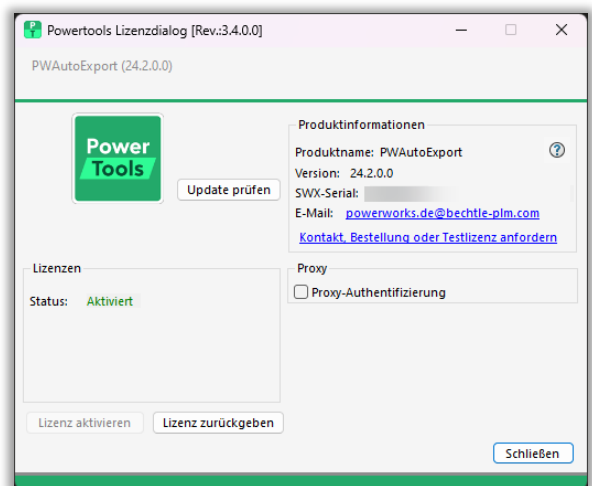 Powertools Lizenzdialog [Rev.:3.4.0.0]
PWAutoExport (24.2.0.0)
Power
Tools
Update prüfen
Produktinformationen
Produktname: PWAutoExport
Version: 24.2.0.0
SWX-Serial:
E-Mail: powerworks.de@bechtle-plm.com
Kontakt, Bestellung oder Testlizenz anfordern
Lizenzen
Status: Aktiviert
Proxy
Proxy-Authentifizierung
Lizenz aktivieren
Lizenz zurückgeben
Schließen